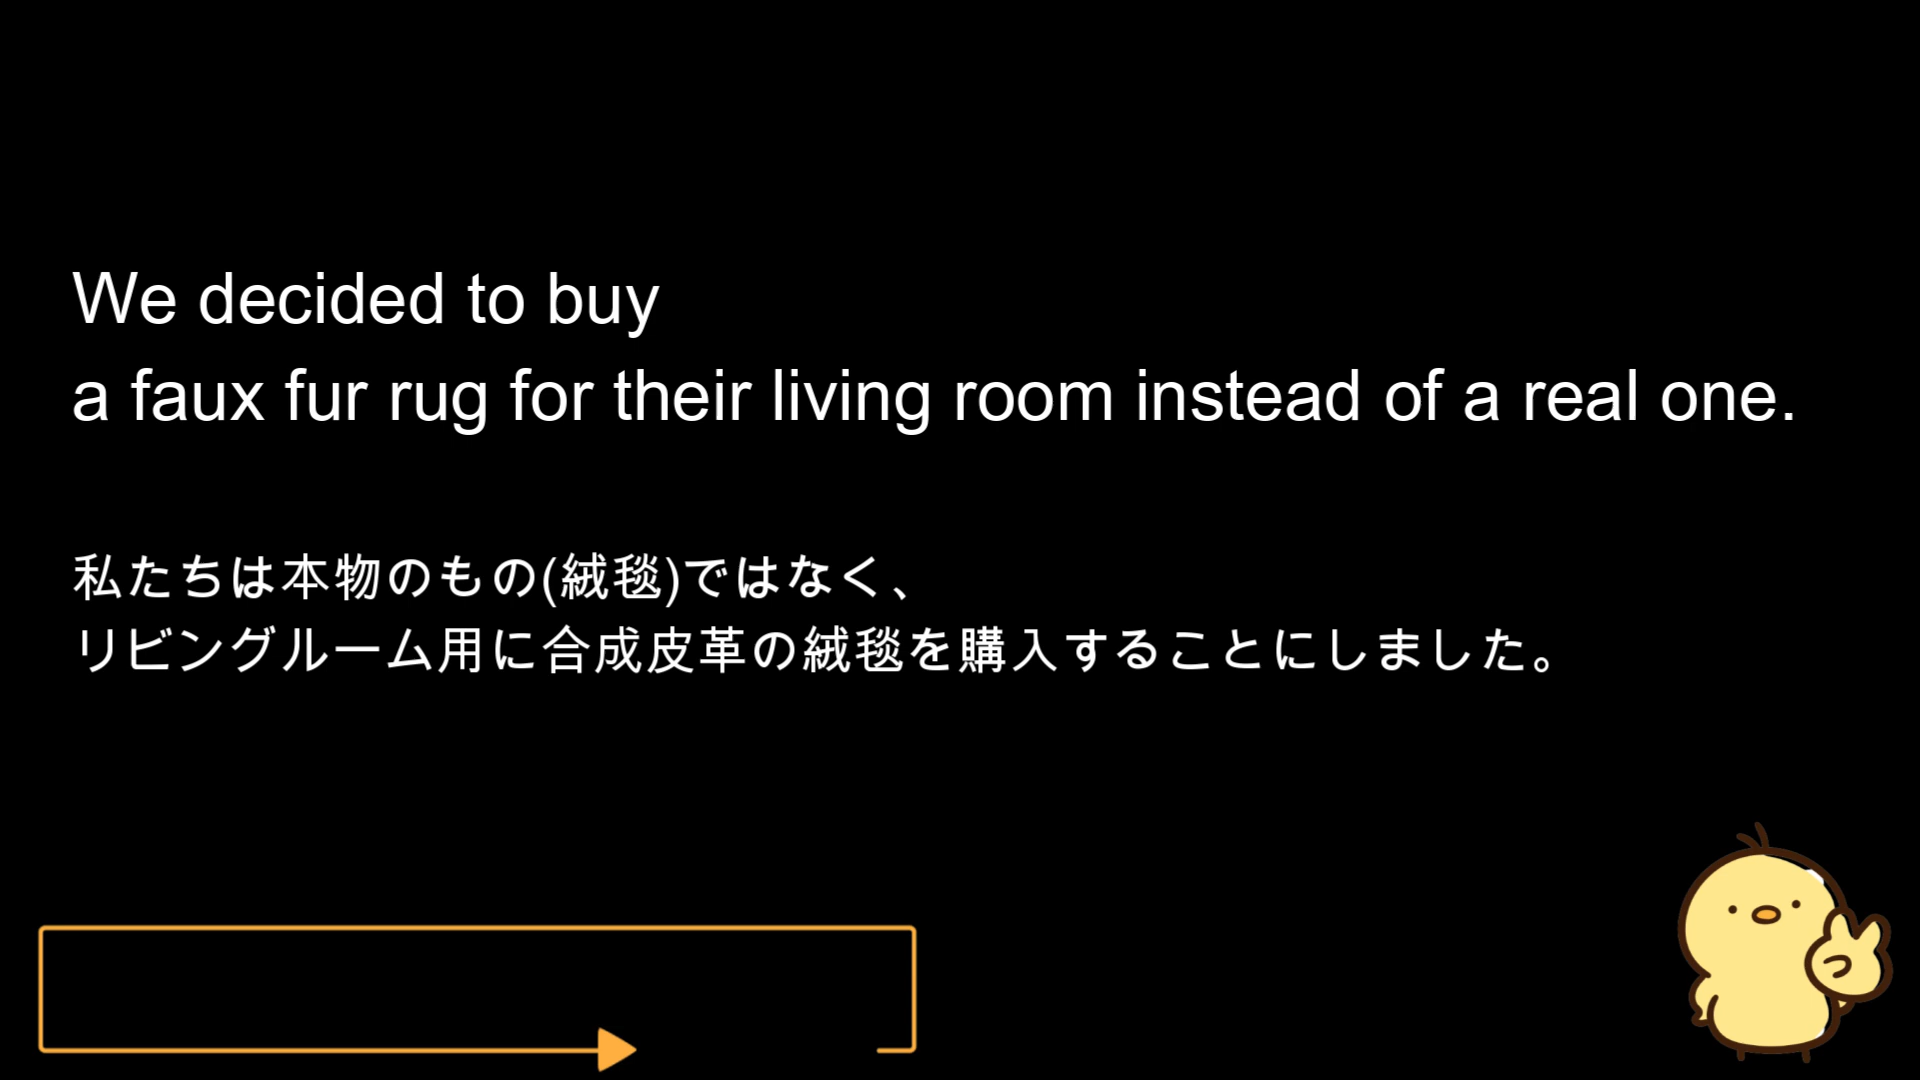 We decided to buy
a faux fur rug for their living room instead of a real one.
私たちは本物のもの(絨毯)ではなく、
リビングルーム用に合成皮革の絨毯を購入することにしました。